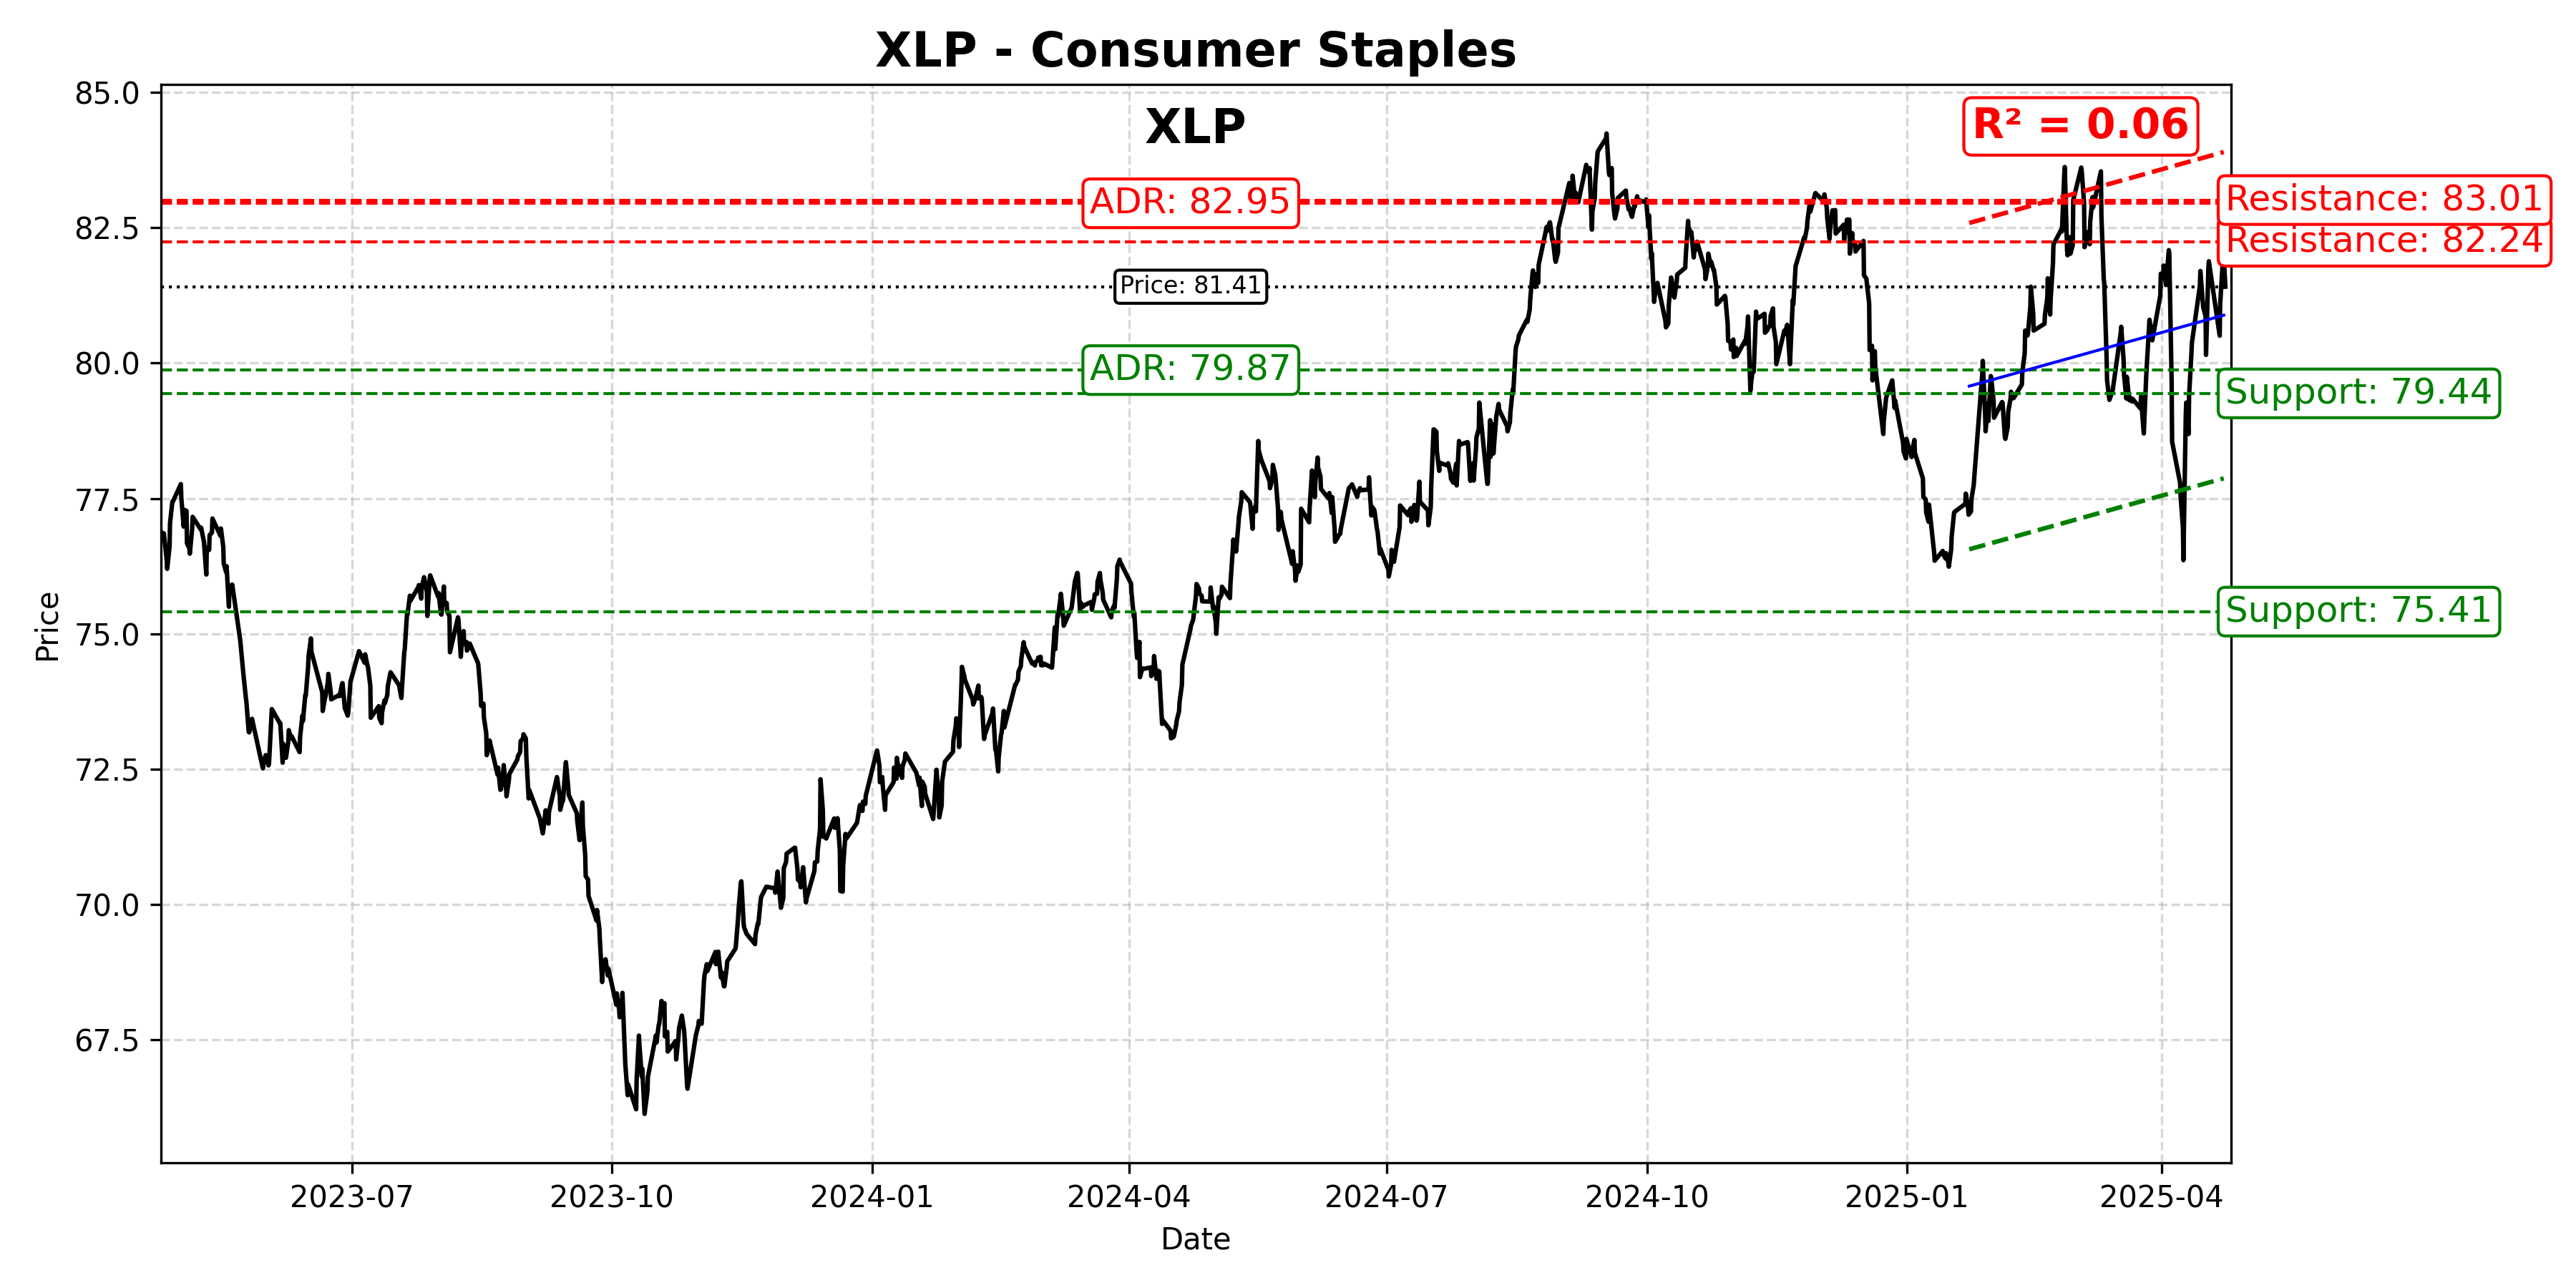 XLP - Consumer Staples
XLP
R² = 0.06
85.0
82.5
80.0
77.5
75.0
72.5
70.0
67.5
Price
ADR: 82.95
Resistance: 83.01
Resistance: 82.24
Price: 81.41
ADR: 79.87
Support: 79.44
Support: 75.41
2023-07
2023-10
2024-01
2024-04
2024-07
2024-10
2025-01
2025-04
Date